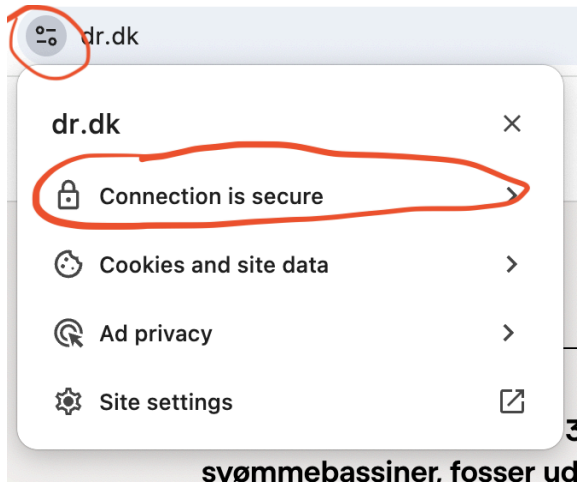 dr.dk
dr.dk
Connection is secure
Cookies and site data
Ad privacy
Site settings
svømmebassiner, fosser ud